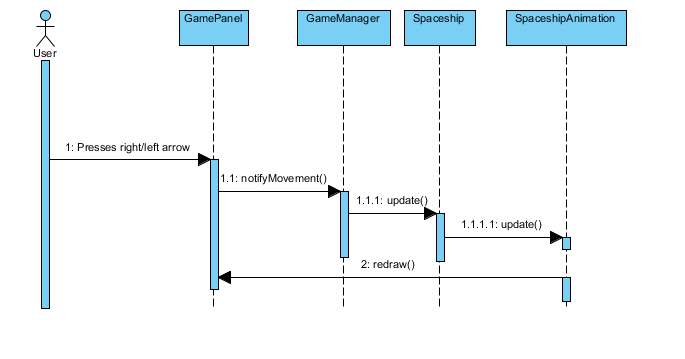 GamePanel
GameManager
Spaceship
SpaceshipAnimation
User
1: Presses right/left arrow
1.1: notifyMovement()
1.1.1: update()
1.1.1.1: update()
2: redraw()